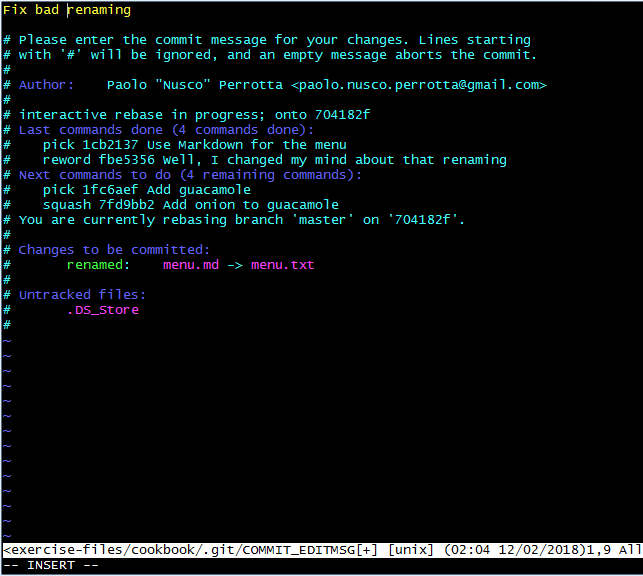 Fix bad renaming
# Please enter the commit message for your changes. Lines starting
# with '#' will be ignored, and an empty message aborts the commit.
#
# Author:    Paolo "Nusco" Perrotta <paolo.nusco.perrotta@gmail.com>
#
# interactive rebase in progress; onto 704182f
# Last commands done (4 commands done):
#    pick 1cb2137 Use Markdown for the menu
#    reword fbe5356 Well, I changed my mind about that renaming
# Next commands to do (4 remaining commands):
#    pick 1fc6aef Add guacamole
#    squash 7fd9bb2 Add onion to guacamole
# You are currently rebasing branch 'master' on '704182f'.
#
# Changes to be committed:
#       renamed:    menu.md -> menu.txt
#
# Untracked files:
#       .DS_Store
#
~
~
~
~
~
~
~
~
~
~
~
~
~
~
<exercise-files/cookbook/.git/COMMIT_EDITMSG[+] [unix] (02:04 12/02/2018)1,9 All
-- INSERT --